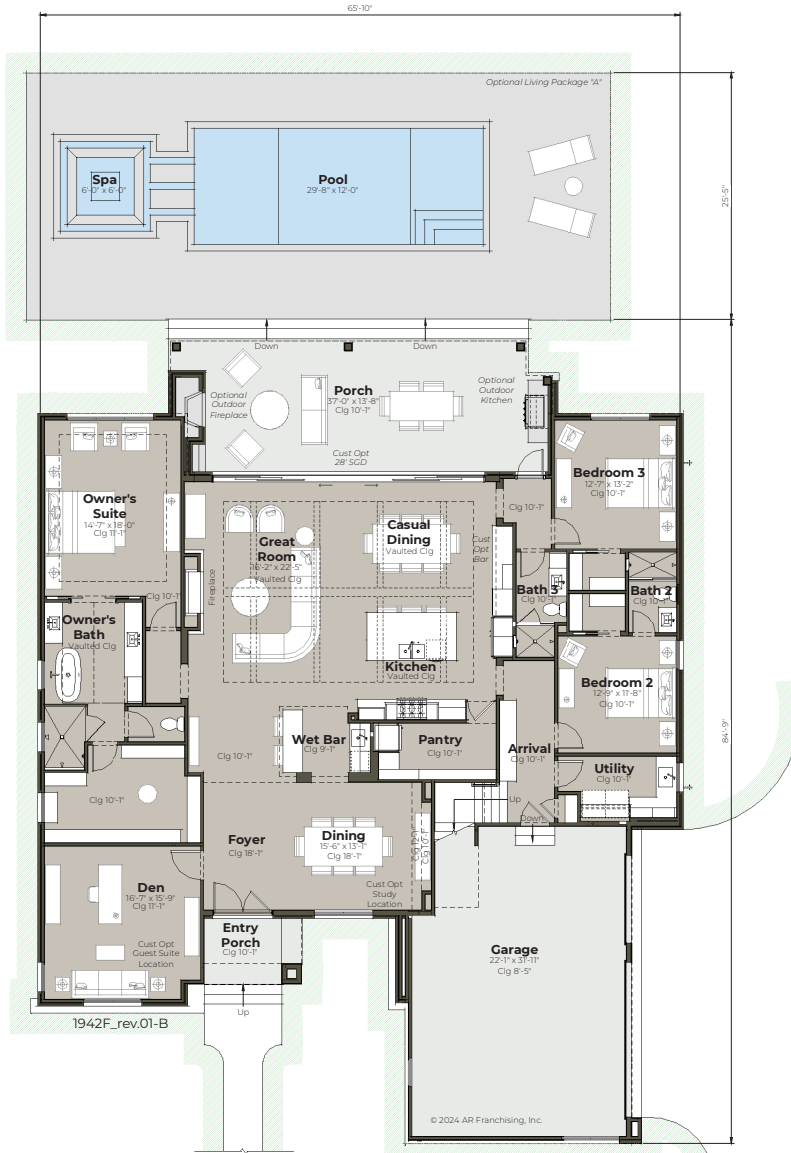 65'-10"
Optional Living Package "A"
Spa
6'-0" x 6'-0"
Pool
29'-8" x 12'-0"
25'-5"
Down
Down
Optional
Outdoor
Fireplace
Porch
37'-0" x 13'-8"
Clg 10'-1"
Optional
Outdoor
Kitchen
Cust Opt
28' SGD
Owner's
Suite
14'-7" x 18'-0"
Clg 11'-1"
Great
Room
Vaulted Clg
Casual
Dining
Vaulted Clg
Clg 10'-1"
Bedroom 3
12'-7" x 13'-2"
Clg 10'-1"
Cust
Opt
Bar
Fireplace
Clg 10'-1"
Bath 3
Clg 10'-1"
Bath 2
Clg 10'-1"
Owner's
Bath
Vaulted Clg
Kitchen
Vaulted Clg
Bedroom 2
12'-9" x 11'-8"
Clg 10'-1"
84'-9"
Wet Bar
Clg 9'-1"
Pantry
Clg 10'-1"
Arrival
Clg 10'-1"
Clg 10'-1"
Utility
Clg 10'-1"
Clg 10'-1"
Up
Down
Foyer
Clg 18'-1"
Dining
15'-6" x 13'-1"
Clg 18'-1"
Clg 12'-1"
Clg 10'-1"
Cust Opt
Study
Location
Den
16'-7" x 15'-9"
Clg 11'-1"
Cust Opt
Guest Suite
Location
Entry
Porch
Clg 10'-1"
Garage
22'-1" x 31'-11"
Clg 8'-5"
Up
1942F_rev.01-B
© 2024 AR Franchising, Inc.